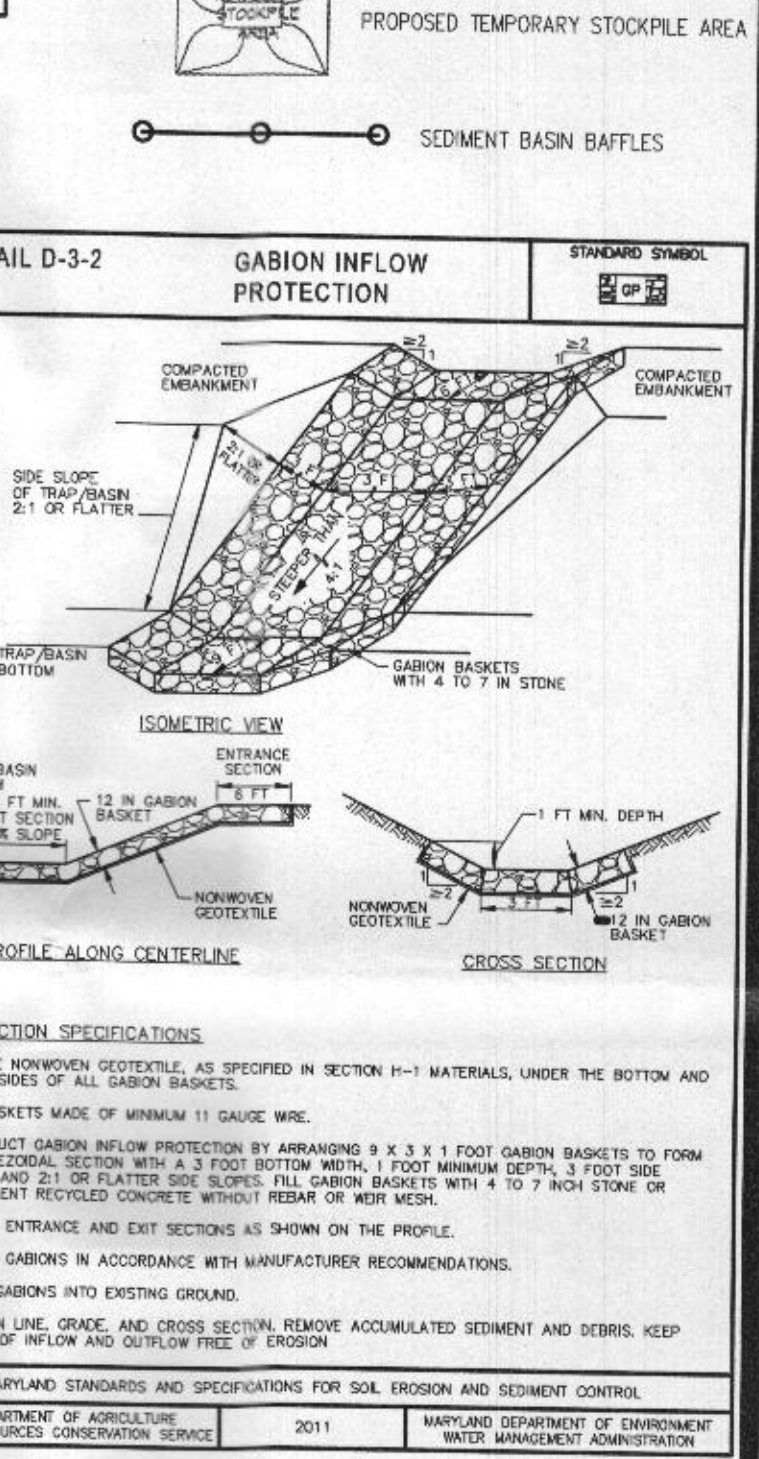 STOCKPILE
AREA
PROPOSED TEMPORARY STOCKPILE AREA
SEDIMENT BASIN BAFFLES
AIL D-3-2
GABION INFLOW
PROTECTION
STANDARD SYMBOL
GP
≥2
1
≥2
1
COMPACTED
EMBANKMENT
6 FT
COMPACTED
EMBANKMENT
2:1 OR
FLATTER
3 FT
FT
SIDE SLOPE
OF TRAP/BASIN
2:1 OR FLATTER
STEEPER THAN
4:1
TRAP/BASIN
BOTTOM
GABION BASKETS
WITH 4 TO 7 IN STONE
ISOMETRIC VIEW
BASIN
FT MIN.
T SECTION
% SLOPE
12 IN GABION
BASKET
ENTRANCE
SECTION
6 FT
NONWOVEN
GEOTEXTILE
ROFILE ALONG CENTERLINE
1 FT MIN. DEPTH
1
≥2
3 FT
1
≥2
NONWOVEN
GEOTEXTILE
12 IN GABION
BASKET
CROSS SECTION
CTION SPECIFICATIONS
E NONWOVEN GEOTEXTILE, AS SPECIFIED IN SECTION H-1 MATERIALS, UNDER THE BOTTOM AND
SIDES OF ALL GABION BASKETS.
SKETS MADE OF MINIMUM 11 GAUGE WIRE.
UCT GABION INFLOW PROTECTION BY ARRANGING 9 X 3 X 1 FOOT GABION BASKETS TO FORM
EZOIDAL SECTION WITH A 3 FOOT BOTTOM WIDTH, 1 FOOT MINIMUM DEPTH, 3 FOOT SIDE
AND 2:1 OR FLATTER SIDE SLOPES. FILL GABION BASKETS WITH 4 TO 7 INCH STONE OR
ENT RECYCLED CONCRETE WITHOUT REBAR OR WEIR MESH.
ENTRANCE AND EXIT SECTIONS AS SHOWN ON THE PROFILE.
GABIONS IN ACCORDANCE WITH MANUFACTURER RECOMMENDATIONS.
GABIONS INTO EXISTING GROUND.
N LINE, GRADE, AND CROSS SECTION. REMOVE ACCUMULATED SEDIMENT AND DEBRIS. KEEP
OF INFLOW AND OUTFLOW FREE OF EROSION
ARYLAND STANDARDS AND SPECIFICATIONS FOR SOIL EROSION AND SEDIMENT CONTROL
ARTMENT OF AGRICULTURE
OURCES CONSERVATION SERVICE
2011
MARYLAND DEPARTMENT OF ENVIRONMENT
WATER MANAGEMENT ADMINISTRATION